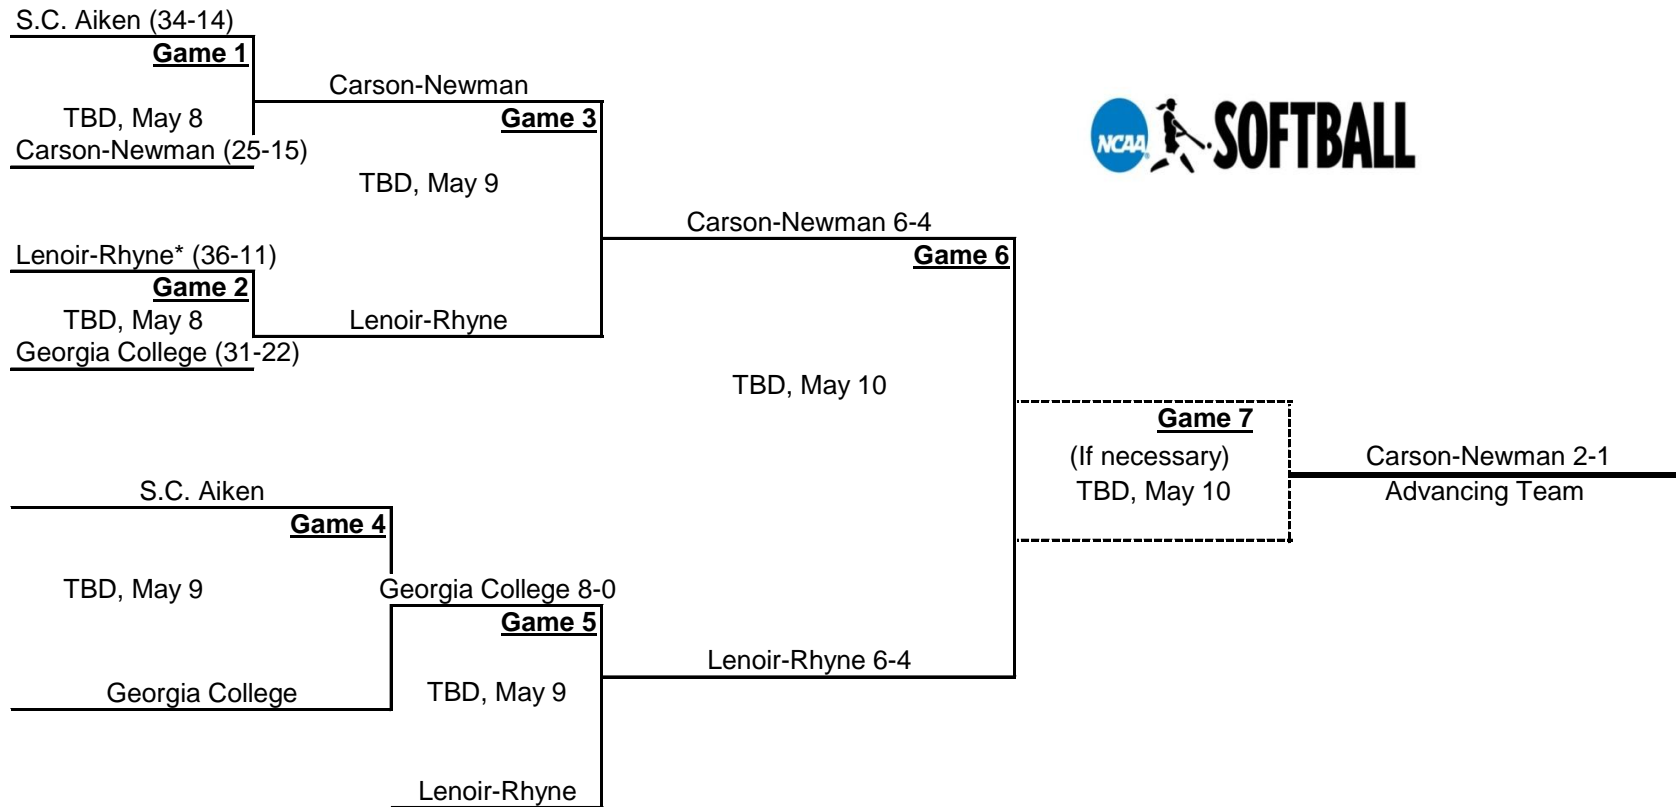 S.C. Aiken (34-14)
Game 1
TBD, May 8
Carson-Newman (25-15)
Carson-Newman
Game 3
TBD, May 9
Lenoir-Rhyne* (36-11)
Game 2
TBD, May 8
Georgia College (31-22)
Lenoir-Rhyne
NCAA SOFTBALL
Carson-Newman 6-4
Game 6
TBD, May 10
Game 7
(If necessary)
TBD, May 10
Carson-Newman 2-1
Advancing Team
S.C. Aiken
Game 4
TBD, May 9
Georgia College
Georgia College 8-0
Game 5
TBD, May 9
Lenoir-Rhyne
Lenoir-Rhyne 6-4